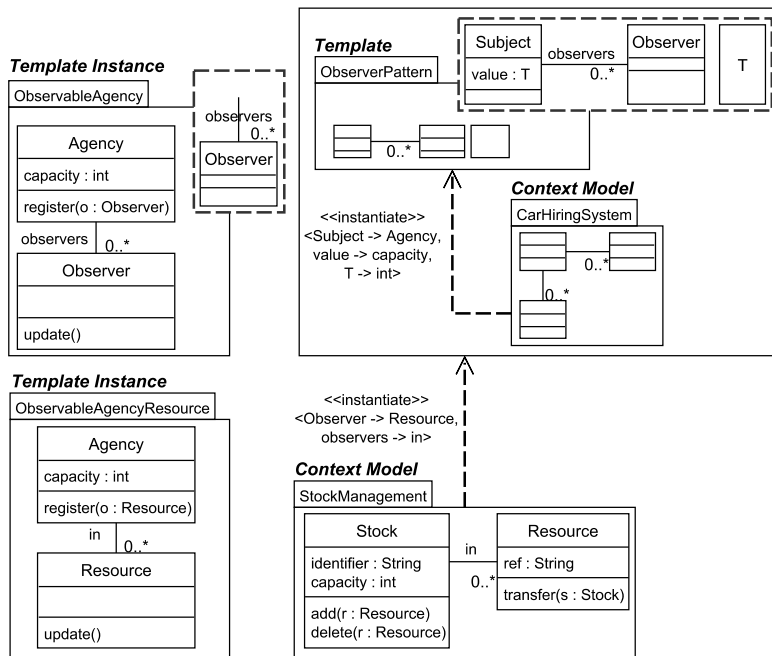 Template Instance
ObservableAgency
Agency
capacity : int
register(o : Observer)
observers
0..*
Observer
update()
observers
0..*
Observer
Template
ObserverPattern
Subject
value : T
observers
0..*
Observer
T
0..*
<<instantiate>>
<Subject -> Agency,
value -> capacity,
T -> int>
Context Model
CarHiringSystem
0..*
0..*
Template Instance
ObservableAgencyResource
Agency
capacity : int
register(o : Resource)
in
0..*
Resource
update()
<<instantiate>>
<Observer -> Resource,
observers -> in>
Context Model
StockManagement
Stock
identifier : String
capacity : int
add(r : Resource)
delete(r : Resource)
in
0..*
Resource
ref : String
transfer(s : Stock)